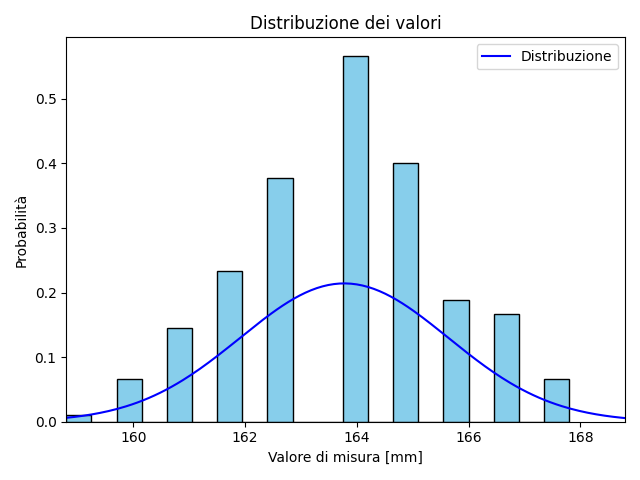 Distribuzione dei valori
Distribuzione
Probabilità
0.5
0.4
0.3
0.2
0.1
0.0
160 162 164 166 168
Valore di misura [mm]